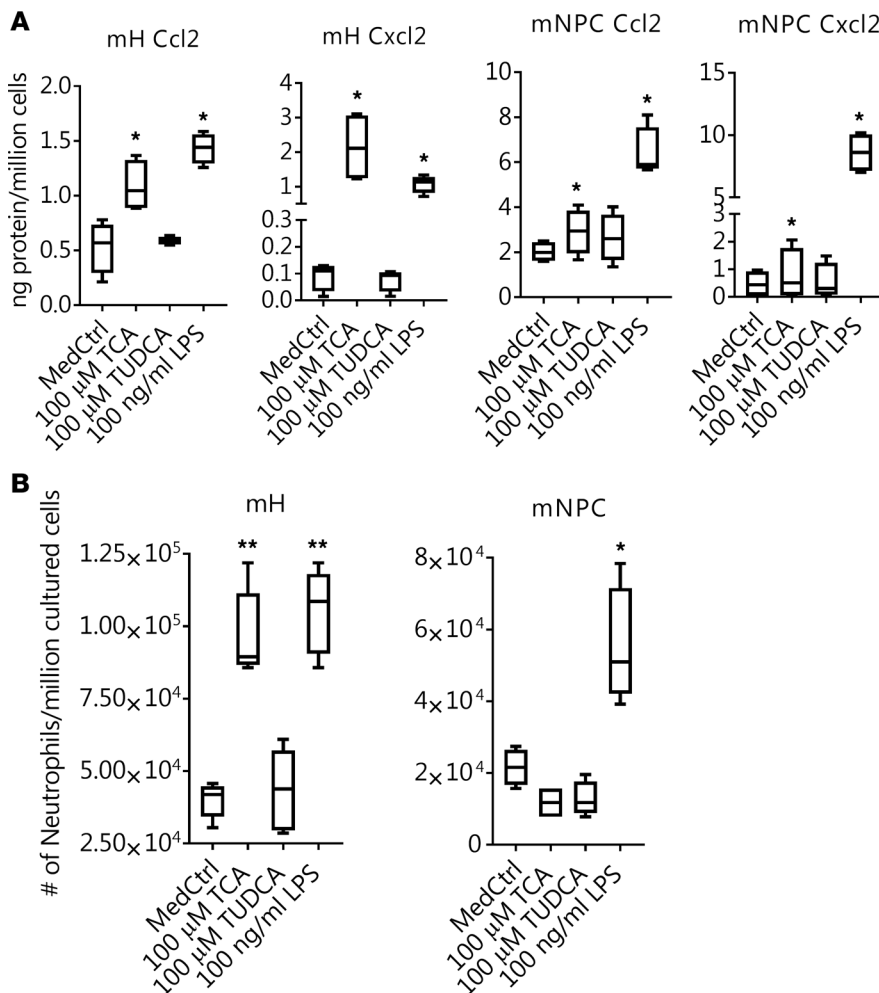 A
mH Ccl2
mH Cxcl2
mNPC Ccl2
mNPC Cxcl2
ng protein/million cells
2.0
1.5
1.0
0.5
0.0
*
*
MedCtrl
100 µM TCA
100 µM TUDCA
100 ng/ml LPS
4
3
2
1
0.3
0.2
0.1
0.0
*
*
MedCtrl
100 µM TCA
100 µM TUDCA
100 ng/ml LPS
10
8
6
4
2
0
*
*
MedCtrl
100 µM TCA
100 µM TUDCA
100 ng/ml LPS
15
10
5
3
2
1
0
*
*
MedCtrl
100 µM TCA
100 µM TUDCA
100 ng/ml LPS
B
mH
mNPC
# of Neutrophils/million cultured cells
1.25×10⁵
1.00×10⁵
7.50×10⁴
5.00×10⁴
2.50×10⁴
**
**
MedCtrl
100 µM TCA
100 µM TUDCA
100 ng/ml LPS
8×10⁴
6×10⁴
4×10⁴
2×10⁴
0
*
MedCtrl
100 µM TCA
100 µM TUDCA
100 ng/ml LPS